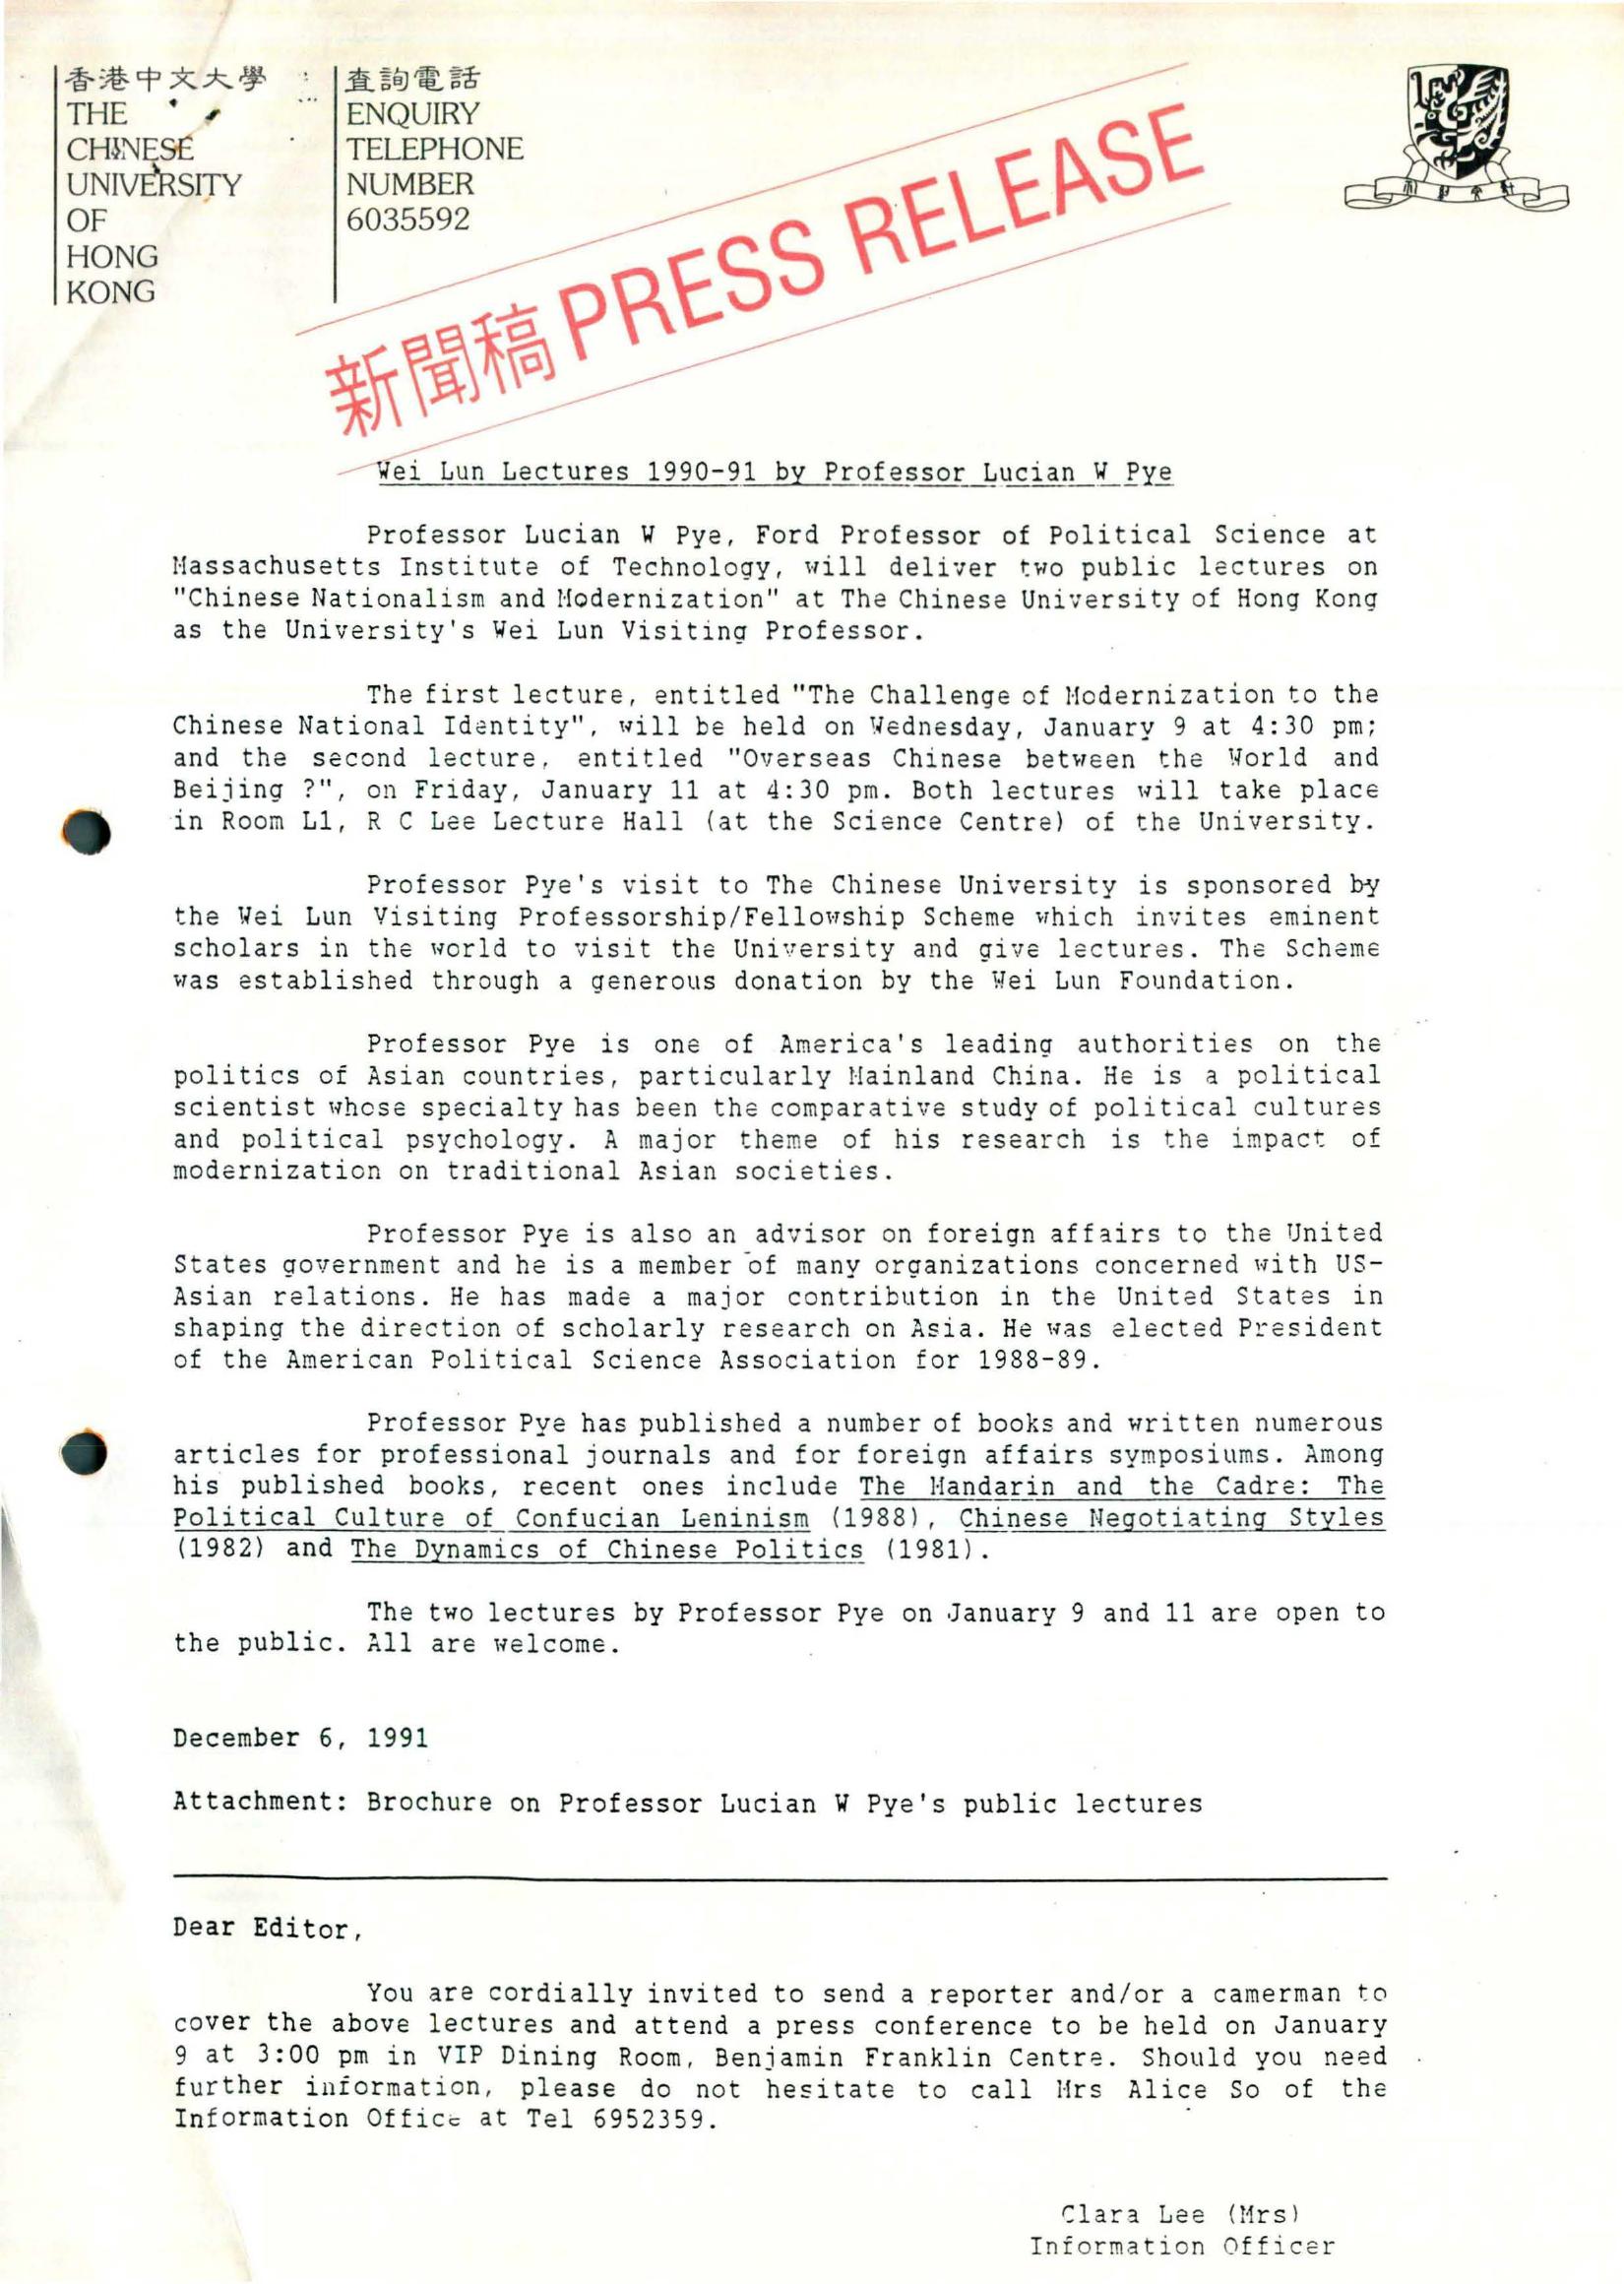 香港中文大學
THE
CHINESE
UNIVERSITY
OF
HONG
KONG
查詢電話
ENQUIRY
TELEPHONE
NUMBER
6035592
新聞稿 PRESS RELEASE
Wei Lun Lectures 1990-91 by Professor Lucian W Pye
Professor Lucian W Pye, Ford Professor of Political Science at
Massachusetts Institute of Technology, will deliver two public lectures on
"Chinese Nationalism and Modernization" at The Chinese University of Hong Kong
as the University's Wei Lun Visiting Professor.
The first lecture, entitled "The Challenge of Modernization to the
Chinese National Identity", will be held on Wednesday, January 9 at 4:30 pm;
and the second lecture, entitled "Overseas Chinese between the World and
Beijing ?", on Friday, January 11 at 4:30 pm. Both lectures will take place
in Room L1, R C Lee Lecture Hall (at the Science Centre) of the University.
Professor Pye's visit to The Chinese University is sponsored by
the Wei Lun Visiting Professorship/Fellowship Scheme which invites eminent
scholars in the world to visit the University and give lectures. The Scheme
was established through a generous donation by the Wei Lun Foundation.
Professor Pye is one of America's leading authorities on the
politics of Asian countries, particularly Mainland China. He is a political
scientist whose specialty has been the comparative study of political cultures
and political psychology. A major theme of his research is the impact of
modernization on traditional Asian societies.
Professor Pye is also an advisor on foreign affairs to the United
States government and he is a member of many organizations concerned with US-
Asian relations. He has made a major contribution in the United States in
shaping the direction of scholarly research on Asia. He was elected President
of the American Political Science Association for 1988-89.
Professor Pye has published a number of books and written numerous
articles for professional journals and for foreign affairs symposiums. Among
his published books, recent ones include The Mandarin and the Cadre: The
Political Culture of Confucian Leninism (1988), Chinese Negotiating Styles
(1982) and The Dynamics of Chinese Politics (1981).
The two lectures by Professor Pye on January 9 and 11 are open to
the public. All are welcome.
December 6, 1991
Attachment: Brochure on Professor Lucian W Pye's public lectures
Dear Editor,
You are cordially invited to send a reporter and/or a camerman to
cover the above lectures and attend a press conference to be held on January
9 at 3:00 pm in VIP Dining Room, Benjamin Franklin Centre. Should you need
further information, please do not hesitate to call Mrs Alice So of the
Information Office at Tel 6952359.
Clara Lee (Mrs)
Information Officer